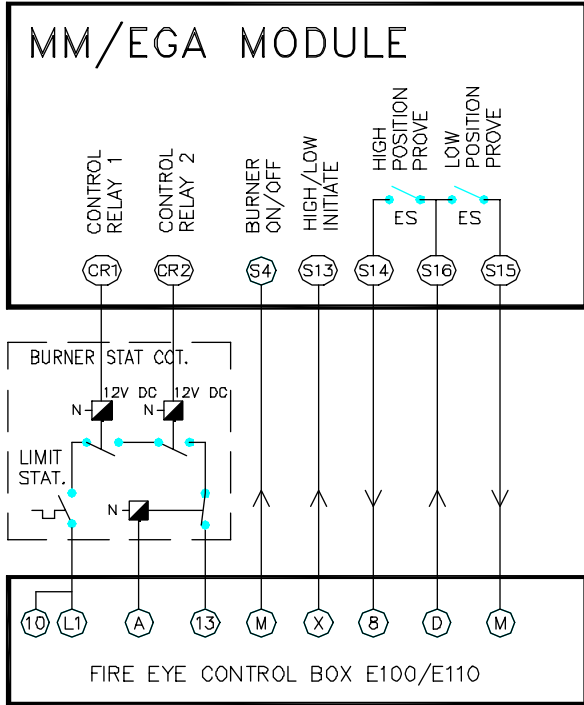 MM/EGA MODULE
CONTROL
RELAY 1
CONTROL
RELAY 2
BURNER
ON/OFF
HIGH/LOW
INITIATE
HIGH
POSITION
PROVE
LOW
POSITION
PROVE
ES ES
CR1 CR2 S4 S13 S14 S16 S15
BURNER STAT CCT.
12V DC 12V DC
N N
LIMIT
STAT.
N
10 L1 A 13 M X 8 D M
FIRE EYE CONTROL BOX E100/E110